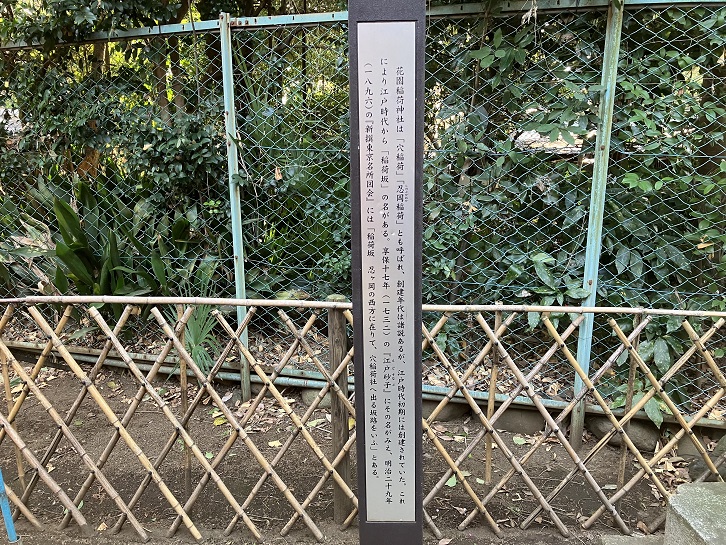 花園稲荷神社は「穴稲荷」「忍岡稲荷」とも呼ばれ、創建年代は諸説あるが、江戸時代初期には創建されていた。これ
により江戸時代から「稲荷坂」の名がある。享保十七年(一七三二)の『江戸砂子』にその名がみえ、明治二十九年
(一八九六)の『新撰東京名所図会』には「稲荷坂 忍ヶ岡の西方に在りて、穴稲荷社へ出る坂路をいふ」とある。